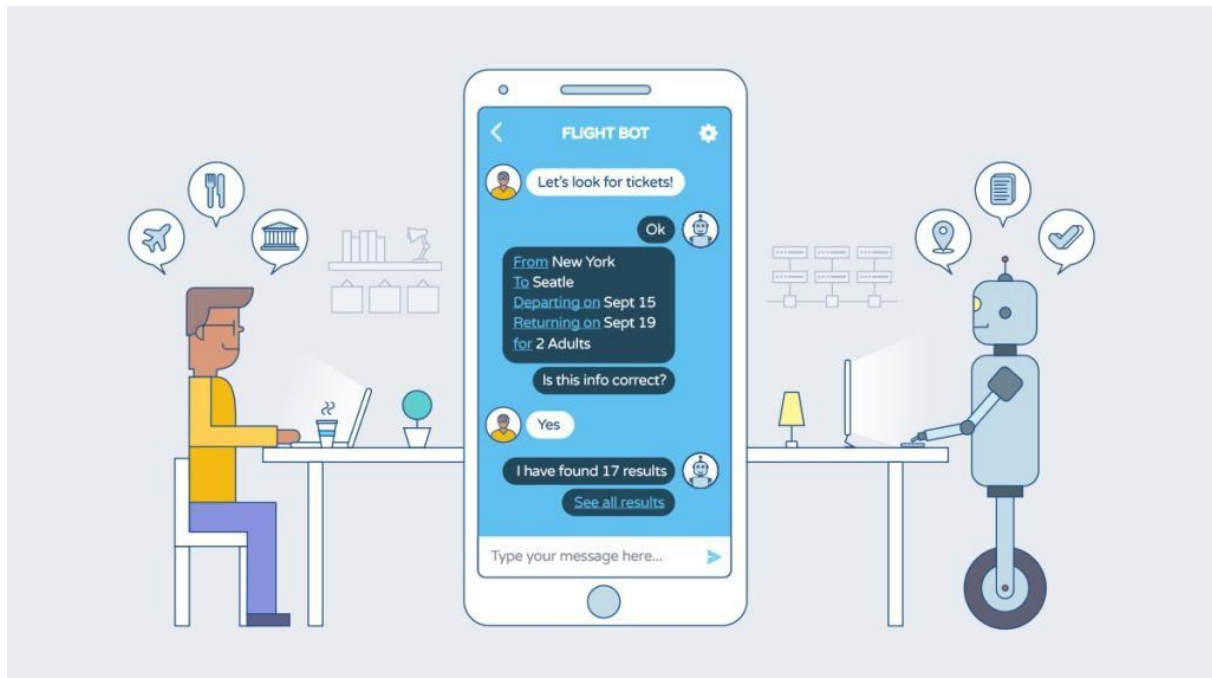 FLIGHT BOT
Let's look for tickets!
Ok
From New York
To Seatle
Departing on Sept 15
Returning on Sept 19
for 2 Adults
Is this info correct?
Yes
I have found 17 results
See all results
Type your message here...